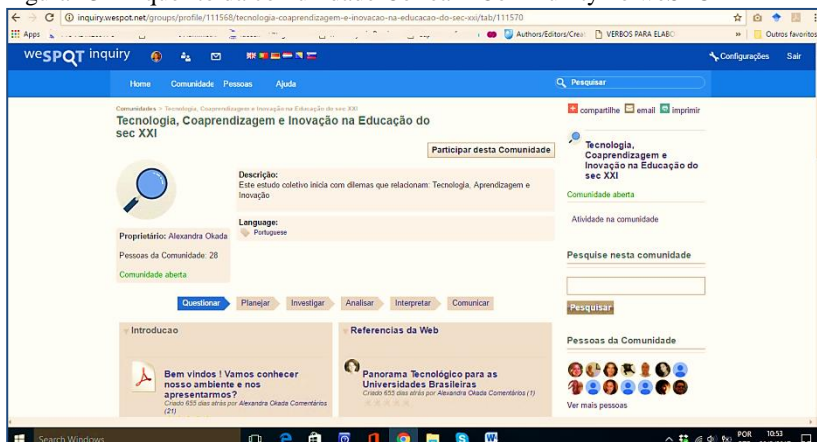 inquiry.wespot.net/groups/profile/111568/tecnologia-coaprendizagem-e-inovacao-na-educacao-do-sec-xxi/tab/111570
Apps
Authors/Editors/Crea
VERBOS PARA ELABO
Outros favoritos
weSPQT inquiry
Configurações
Sair
Home
Comunidade
Pessoas
Ajuda
Pesquisar
Comunidades > Tecnologia, Coaprendizagem e Inovação na Educação do sec XXI
Tecnologia, Coaprendizagem e Inovação na Educação do
sec XXI
Participar desta Comunidade
Descrição:
Este estudo coletivo inicia com dilemas que relacionam: Tecnologia, Aprendizagem e
Inovação
Language:
Portuguese
Proprietário: Alexandra Okada
Pessoas da Comunidade: 28
Comunidade aberta
Questionar
Planejar
Investigar
Analisar
Interpretar
Comunicar
Introducao
Bem vindos ! Vamos conhecer
nosso ambiente e nos
apresentarmos?
Criado 655 dias atrás por Alexandra Okada Comentários
(21)
Referencias da Web
Panorama Tecnológico para as
Universidades Brasileiras
Criado 655 dias atrás por Alexandra Okada Comentários (1)
compartilhe
email
imprimir
Tecnologia,
Coaprendizagem e
Inovação na Educação do
sec XXI
Comunidade aberta
Atividade na comunidade
Pesquise nesta comunidade
Pesquisar
Pessoas da Comunidade
Ver mais pessoas
Search Windows
POR
10:53